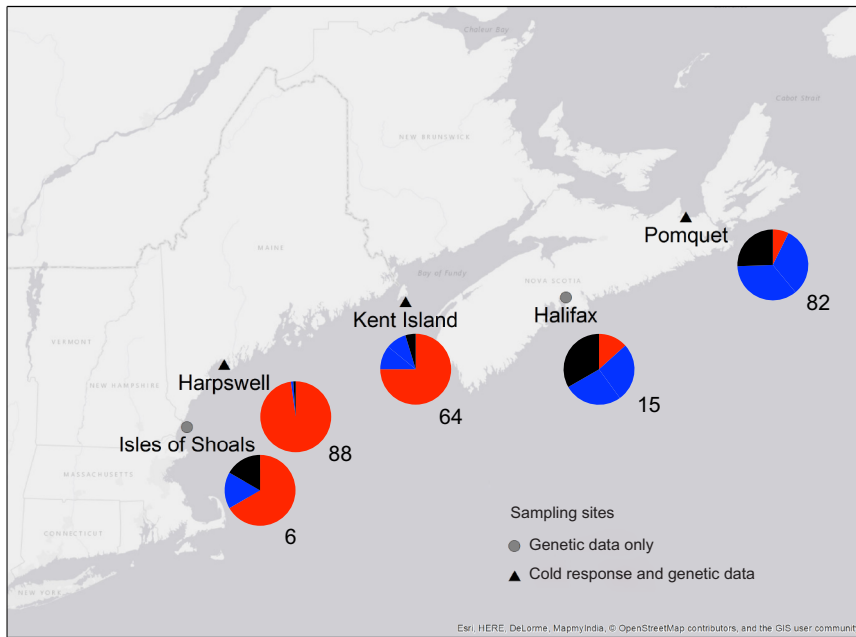 Chaleur Bay
Cabot Strait
NEW BRUNSWICK
Pomquet
MAINE
Bay of Fundy
NOVA SCOTIA
82
Kent Island
Halifax
VERMONT
Harpswell
NEW HAMPSHIRE
64
15
Isles of Shoals
88
MASSACHUSETTS
6
Sampling sites
CONNECTICUT
Genetic data only
Cold response and genetic data
NEW YORK
Esri, HERE, DeLorme, MapmyIndia, © OpenStreetMap contributors, and the GIS user community